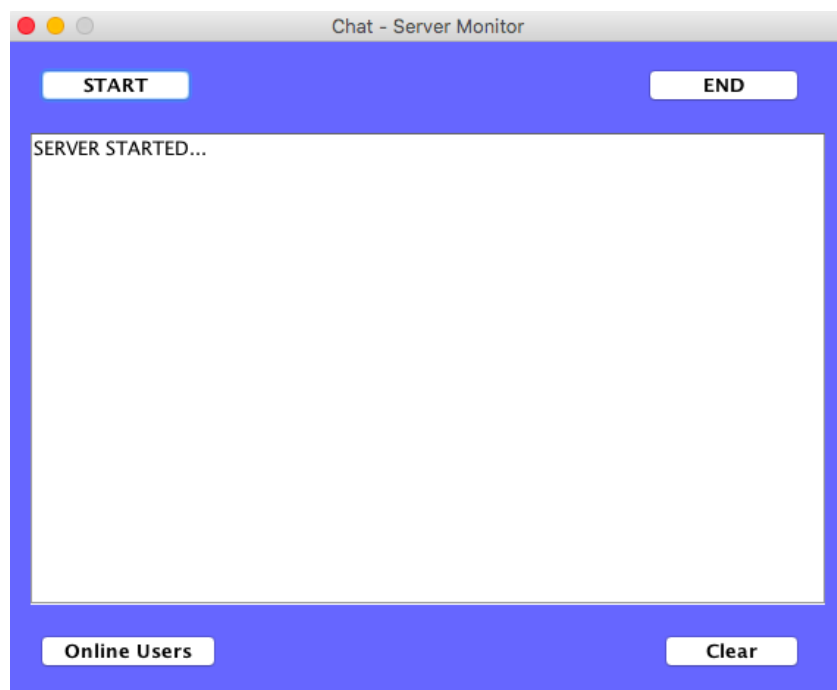 Chat - Server Monitor
START
END
SERVER STARTED...
Online Users
Clear